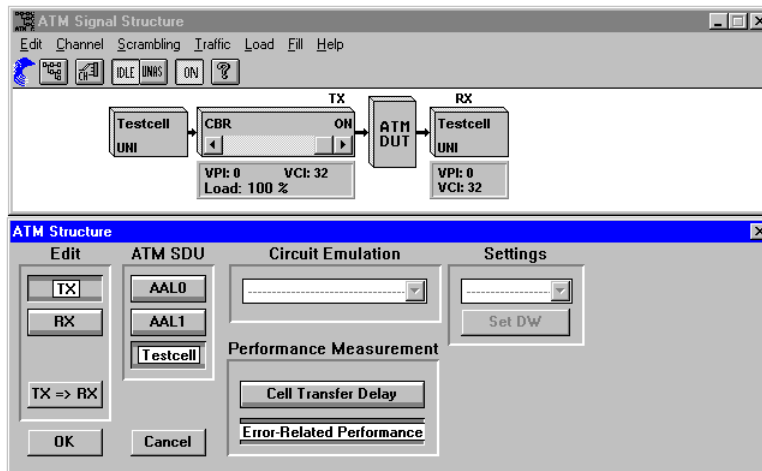 ATM Signal Structure
Edit Channel Scrambling Traffic Load Fill Help
IDLE UNAS ON ?
TX RX
Testcell CBR ON ATM Testcell
UNI DUT UNI
VPI: 0 VCI: 32 VPI: 0
Load: 100 % VCI: 32
ATM Structure
Edit ATM SDU Circuit Emulation Settings
TX AAL0
RX AAL1 Set DW
Testcell Performance Measurement
TX => RX Cell Transfer Delay
OK Cancel Error-Related Performance